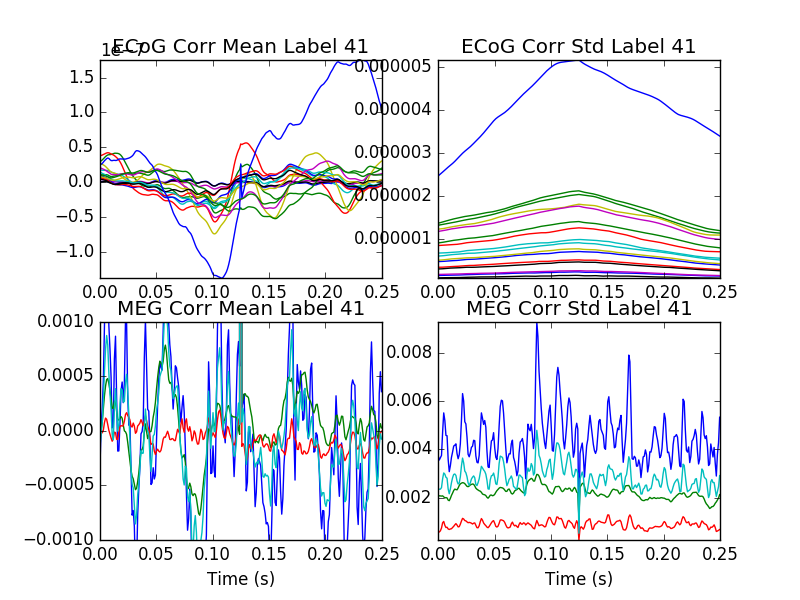 ECoG Corr Mean Label 41
1e−7
1.5
1.0
0.5
0.0
−0.5
−1.0
0.00 0.05 0.10 0.15 0.20 0.25
ECoG Corr Std Label 41
0.000005
0.000004
0.000003
0.000002
0.000001
0.00 0.05 0.10 0.15 0.20 0.25
MEG Corr Mean Label 41
0.0010
0.0005
0.0000
−0.0005
−0.0010
0.00 0.05 0.10 0.15 0.20 0.25
Time (s)
MEG Corr Std Label 41
0.008
0.006
0.004
0.002
0.00 0.05 0.10 0.15 0.20 0.25
Time (s)